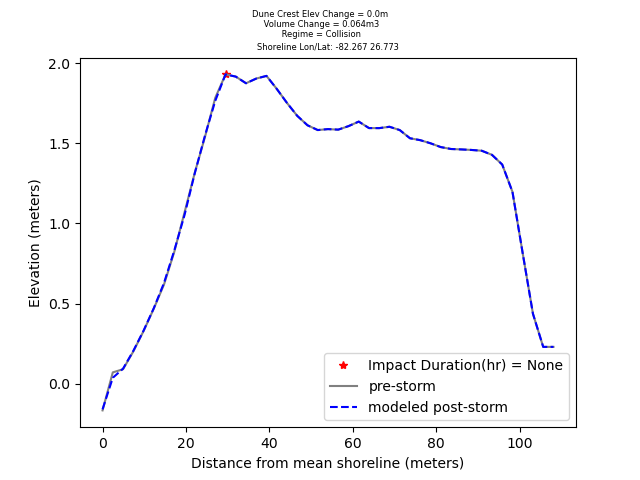 Dune Crest Elev Change = 0.0m
Volume Change = 0.064m3
Regime = Collision
Shoreline Lon/Lat: -82.267 26.773
2.0
1.5
1.0
0.5
0.0
Elevation (meters)
Impact Duration(hr) = None
pre-storm
modeled post-storm
0 20 40 60 80 100
Distance from mean shoreline (meters)